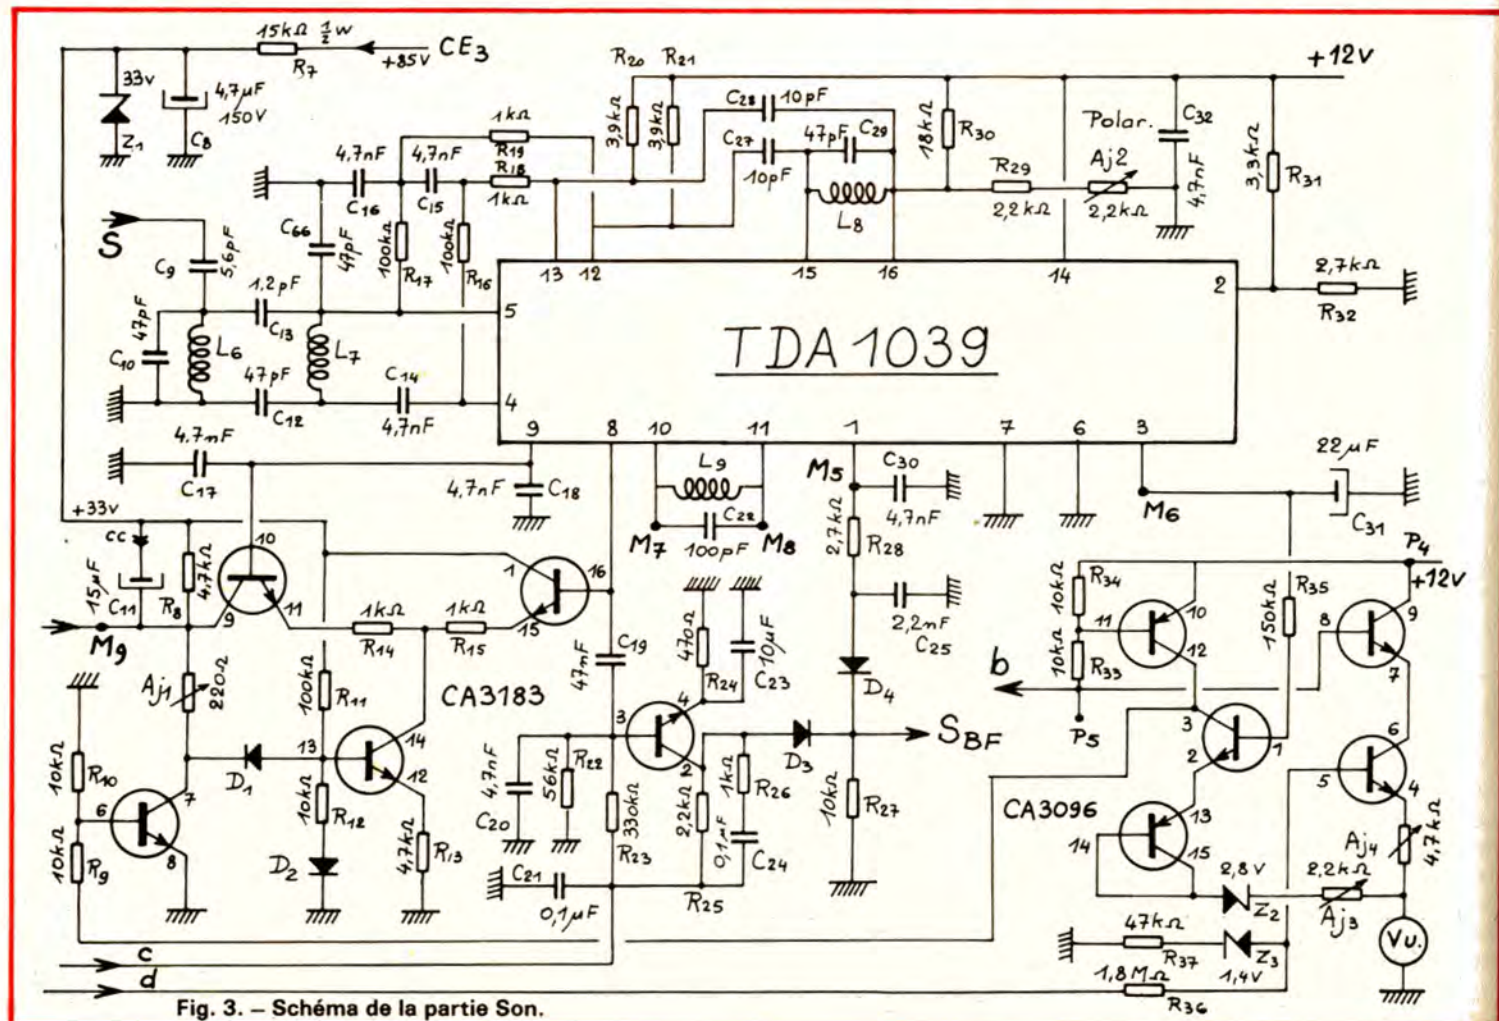 15kΩ ½ W
R7
+85V
CE3
33V
Z1
4,7µF
150V
C8
R20
R21
3,9kΩ
3,9kΩ
+12V
1kΩ
R19
R18
1kΩ
4,7nF
C16
4,7nF
C15
C28
10pF
C27
10pF
47pF
C29
L8
18kΩ
R30
R29
2,2kΩ
Polar.
Aj2
2,2kΩ
C32
4,7nF
3,3kΩ
R31
S
C9
5,6pF
C66
47pF
100kΩ
R17
100kΩ
R16
13
12
15
16
14
2
2,7kΩ
R32
47pF
C10
L6
1,2pF
C13
L7
5
TDA 1039
47pF
C12
C14
4,7nF
4
9
8
10
11
1
7
6
3
4,7nF
C17
4,7nF
C18
L9
C22
100pF
M7
M8
M5
C30
4,7nF
M6
22µF
C31
+33V
CC
15µF
C11
R8
4,7kΩ
10
9
11
1
16
15
1kΩ
R14
1kΩ
R15
2,7kΩ
R28
2,2nF
C25
P4
+12V
10kΩ
R34
10kΩ
R33
11
10
12
150kΩ
R35
8
9
7
M9
Aj1
220Ω
100kΩ
R11
CA3183
47nF
C19
470Ω
R24
10µF
C23
D4
b
P5
3
2
1
10kΩ
R10
D1
13
14
12
3
4
2
D3
SBF
6
5
4
6
7
8
10kΩ
R9
10kΩ
R12
D2
4,7kΩ
R13
4,7nF
C20
56kΩ
R22
330kΩ
R23
2,2kΩ
R25
1kΩ
R26
0,1µF
C24
10kΩ
R27
CA3096
14
13
15
Aj4
4,7kΩ
C21
0,1µF
2,8V
Z2
2,2kΩ
Aj3
Vu.
47kΩ
R37
Z3
1,4V
1,8MΩ
R36
c
d
Fig. 3. – Schéma de la partie Son.